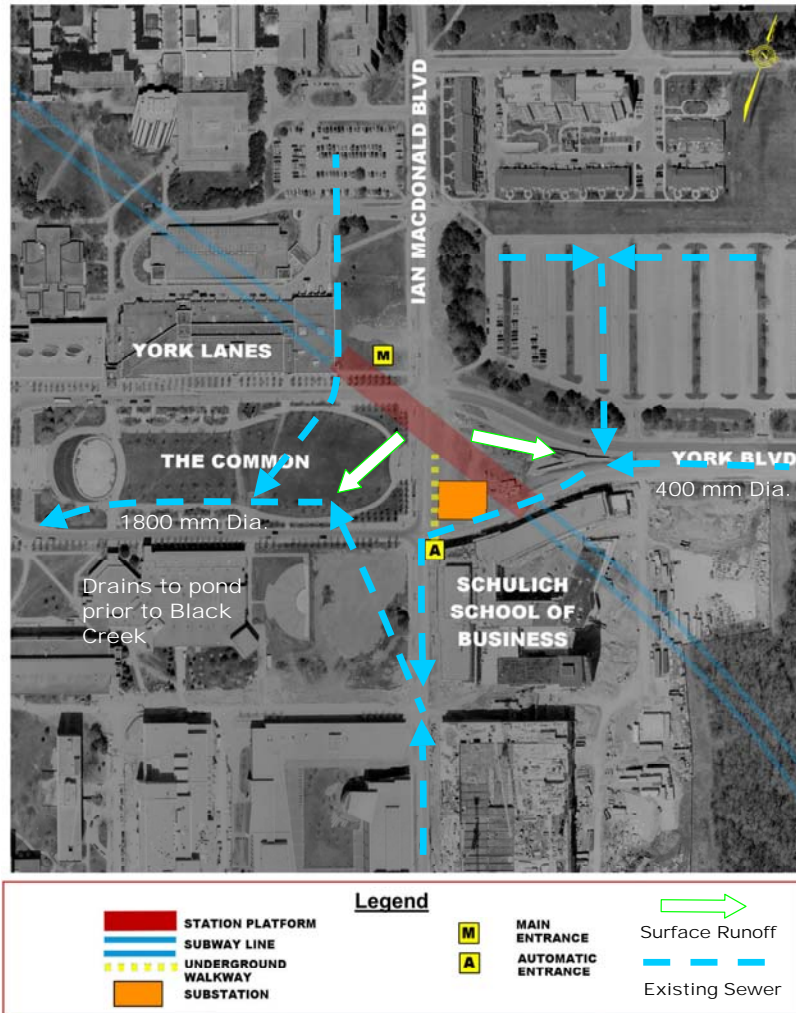 IAN MACDONALD BLVD
M
YORK LANES
THE COMMON
YORK BLVD
1800 mm Dia.
400 mm Dia.
A
Drains to pond
prior to Black
Creek
SCHULICH
SCHOOL OF
BUSINESS
Legend
STATION PLATFORM
SUBWAY LINE
UNDERGROUND
WALKWAY
SUBSTATION
M
MAIN
ENTRANCE
A
AUTOMATIC
ENTRANCE
Surface Runoff
Existing Sewer